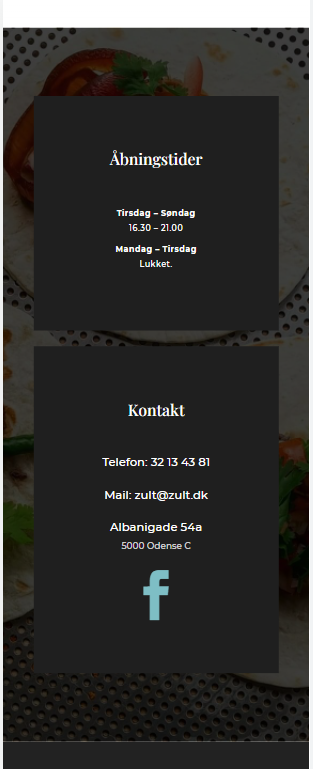 Åbningstider
Tirsdag – Søndag
16.30 – 21.00
Mandag – Tirsdag
Lukket.
Kontakt
Telefon: 32 13 43 81
Mail: zult@zult.dk
Albanigade 54a
5000 Odense C